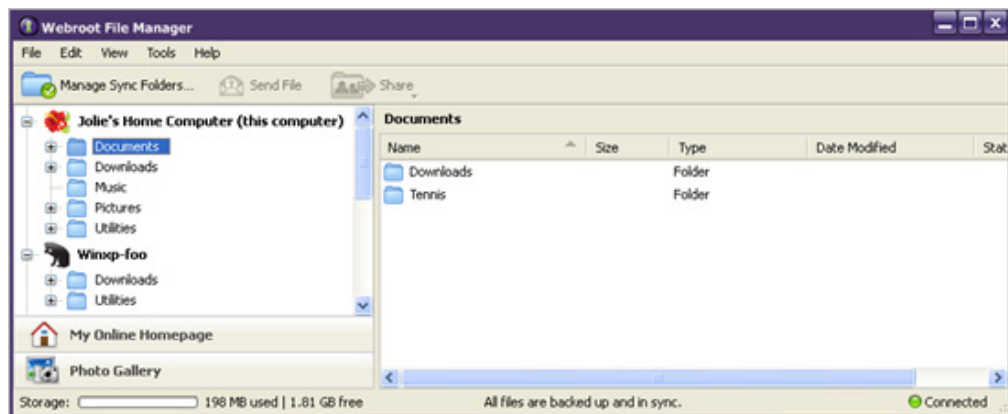 Webroot File Manager
File Edit View Tools Help
Manage Sync Folders... Send File Share
Jolie's Home Computer (this computer)
Documents
Downloads
Music
Pictures
Utilities
Winxp-foo
Downloads
Utilities
My Online Homepage
Photo Gallery
Documents
Name Size Type Date Modified Stat
Downloads Folder
Tennis Folder
Storage: 198 MB used | 1.81 GB free All files are backed up and in sync. Connected